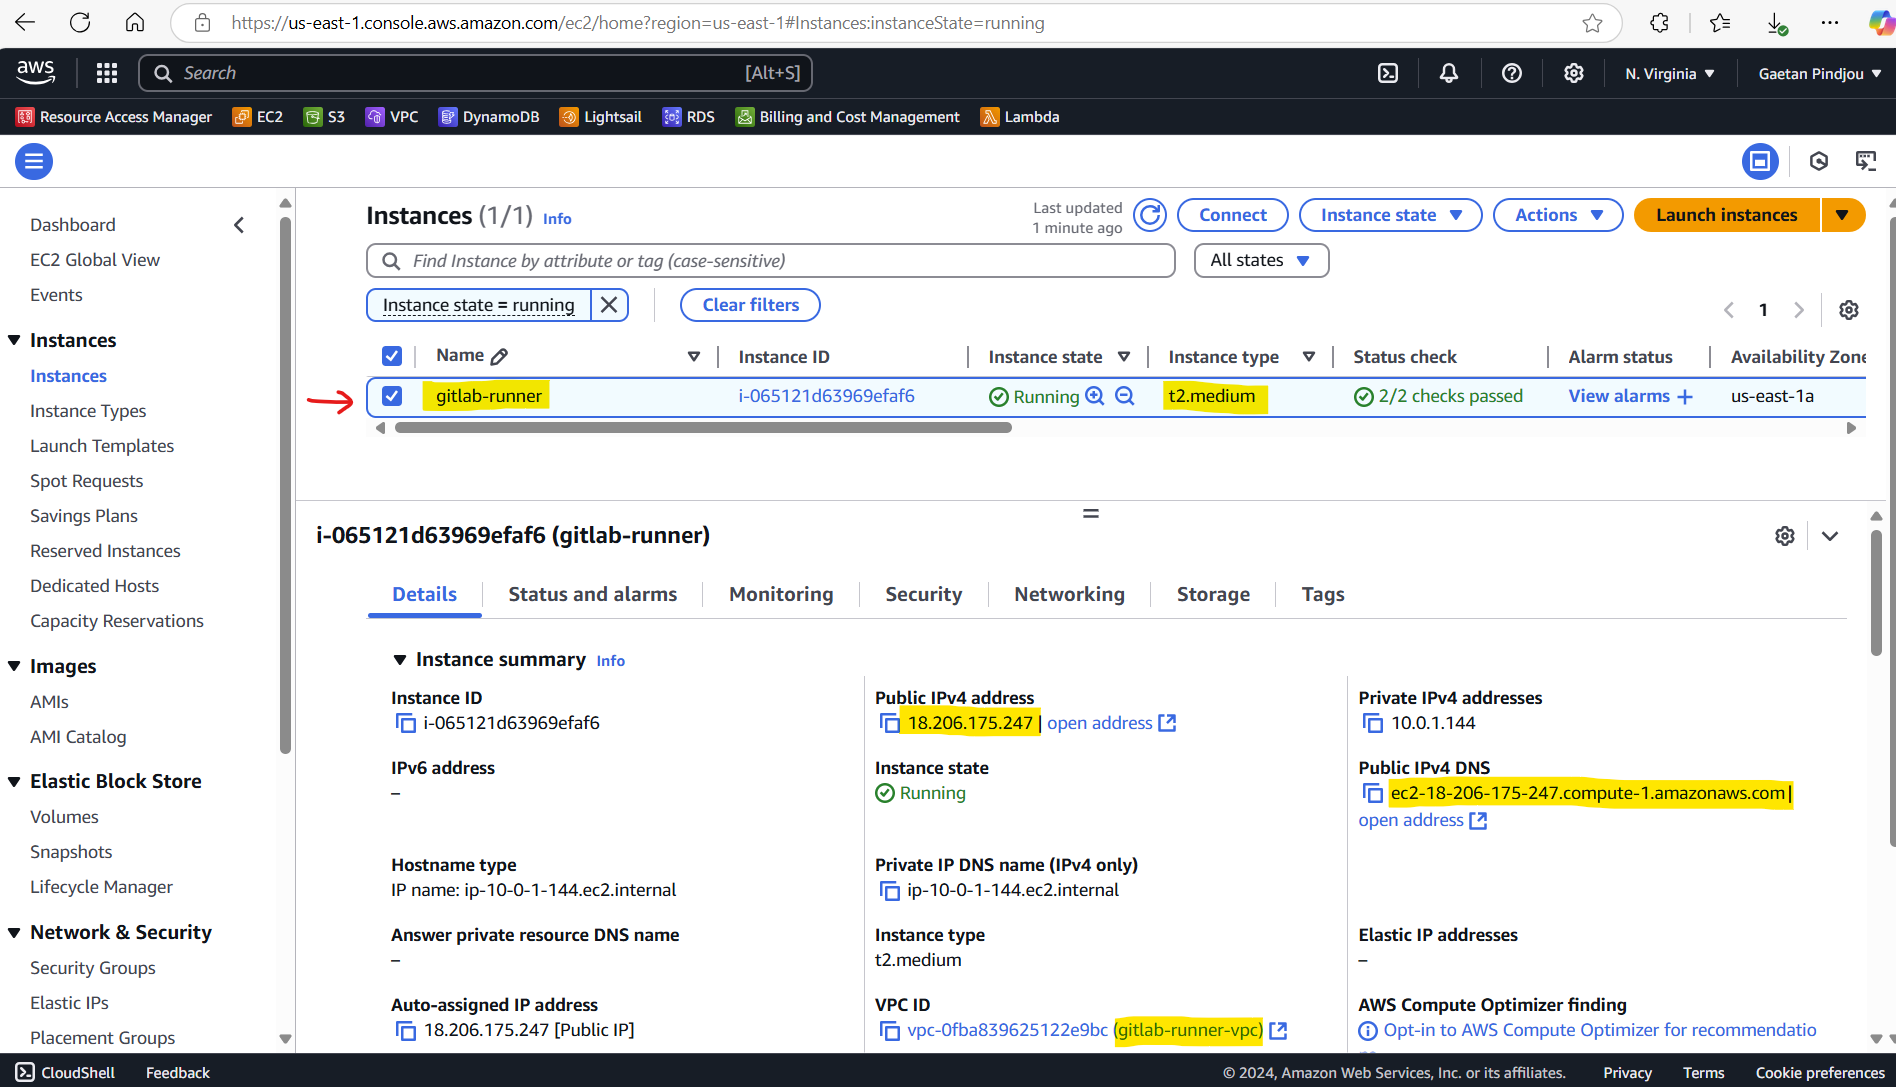 https://us-east-1.console.aws.amazon.com/ec2/home?region=us-east-1#Instances:instanceState=running
aws
Search
[Alt+S]
N. Virginia
Gaetan Pindjou
Resource Access Manager
EC2
S3
VPC
DynamoDB
Lightsail
RDS
Billing and Cost Management
Lambda
Dashboard
EC2 Global View
Events
Instances
Instances
Instance Types
Launch Templates
Spot Requests
Savings Plans
Reserved Instances
Dedicated Hosts
Capacity Reservations
Images
AMIs
AMI Catalog
Elastic Block Store
Volumes
Snapshots
Lifecycle Manager
Network & Security
Security Groups
Elastic IPs
Placement Groups
Instances (1/1) Info
Last updated
1 minute ago
Connect
Instance state
Actions
Launch instances
Find Instance by attribute or tag (case-sensitive)
All states
Instance state = running
Clear filters
1
Name
Instance ID
Instance state
Instance type
Status check
Alarm status
Availability Zone
gitlab-runner
i-065121d63969efaf6
Running
t2.medium
2/2 checks passed
View alarms +
us-east-1a
i-065121d63969efaf6 (gitlab-runner)
Details
Status and alarms
Monitoring
Security
Networking
Storage
Tags
Instance summary Info
Instance ID
i-065121d63969efaf6
Public IPv4 address
18.206.175.247 | open address
Private IPv4 addresses
10.0.1.144
IPv6 address
–
Instance state
Running
Public IPv4 DNS
ec2-18-206-175-247.compute-1.amazonaws.com |
open address
Hostname type
IP name: ip-10-0-1-144.ec2.internal
Private IP DNS name (IPv4 only)
ip-10-0-1-144.ec2.internal
Answer private resource DNS name
–
Instance type
t2.medium
Elastic IP addresses
–
Auto-assigned IP address
18.206.175.247 [Public IP]
VPC ID
vpc-0fba839625122e9bc (gitlab-runner-vpc)
AWS Compute Optimizer finding
Opt-in to AWS Compute Optimizer for recommendatio
CloudShell
Feedback
© 2024, Amazon Web Services, Inc. or its affiliates.
Privacy
Terms
Cookie preferences